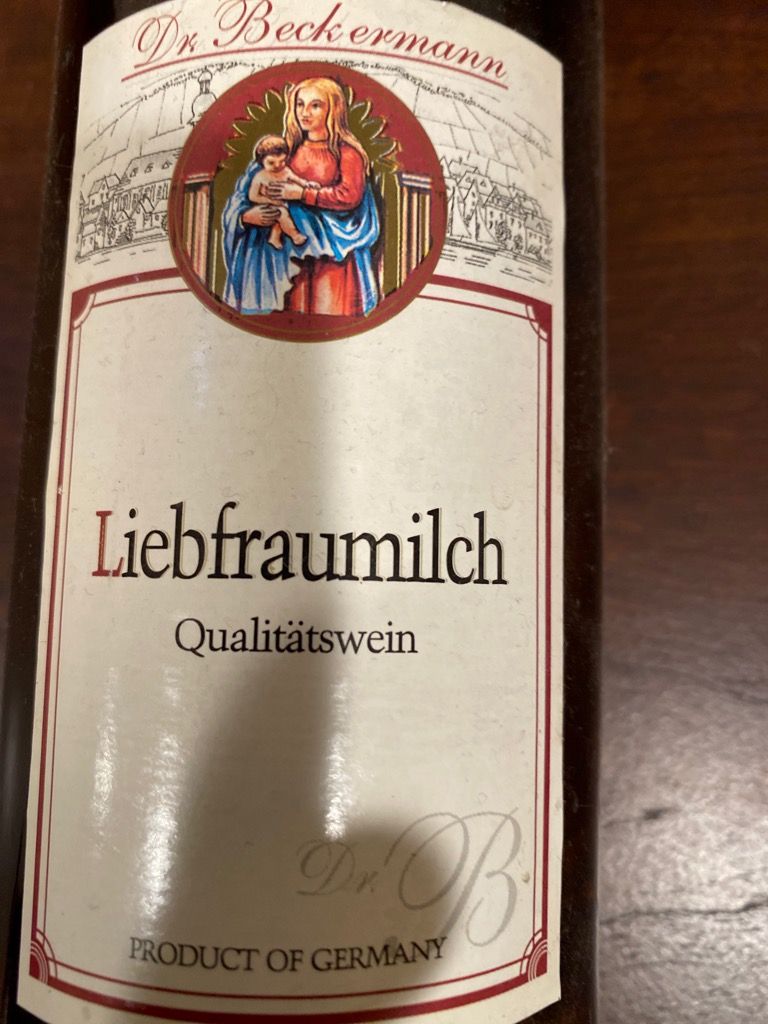 Dr. Beckermann
Liebfraumilch
Qualitätswein
Dr. B
PRODUCT OF GERMANY